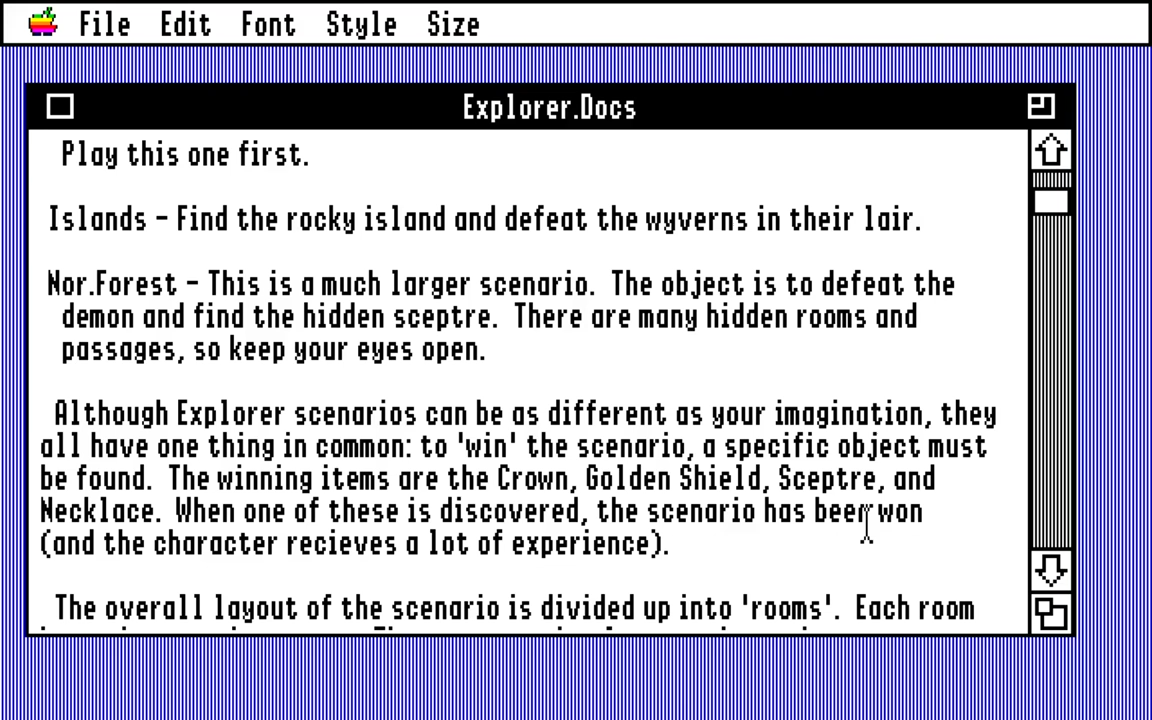 File Edit Font Style Size
Explorer.Docs
Play this one first.
Islands - Find the rocky island and defeat the wyverns in their lair.
Nor.Forest - This is a much larger scenario. The object is to defeat the
demon and find the hidden sceptre. There are many hidden rooms and
passages, so keep your eyes open.
Although Explorer scenarios can be as different as your imagination, they
all have one thing in common: to 'win' the scenario, a specific object must
be found. The winning items are the Crown, Golden Shield, Sceptre, and
Necklace. When one of these is discovered, the scenario has been won
(and the character recieves a lot of experience).
The overall layout of the scenario is divided up into 'rooms'. Each room